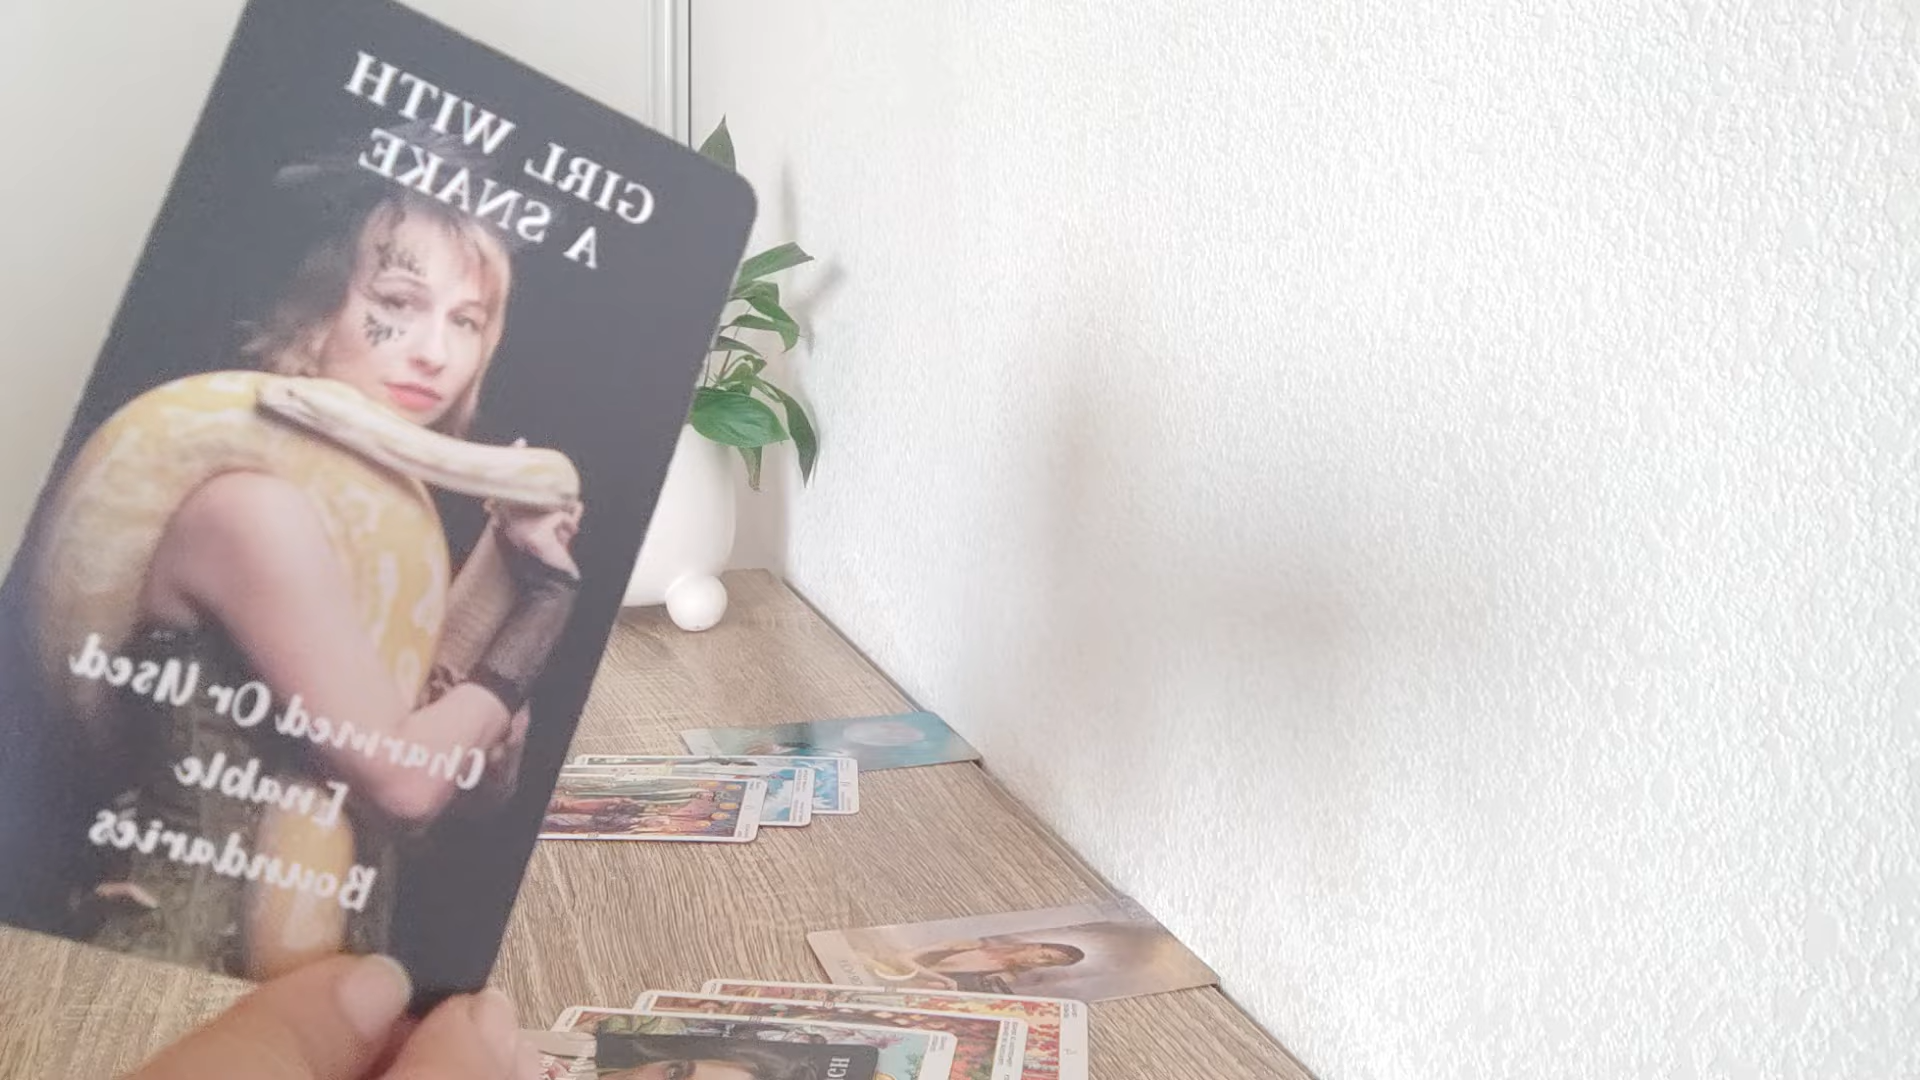 GIRL WITH
A SNAKE
Charmed Or Used
Enable
Boundaries